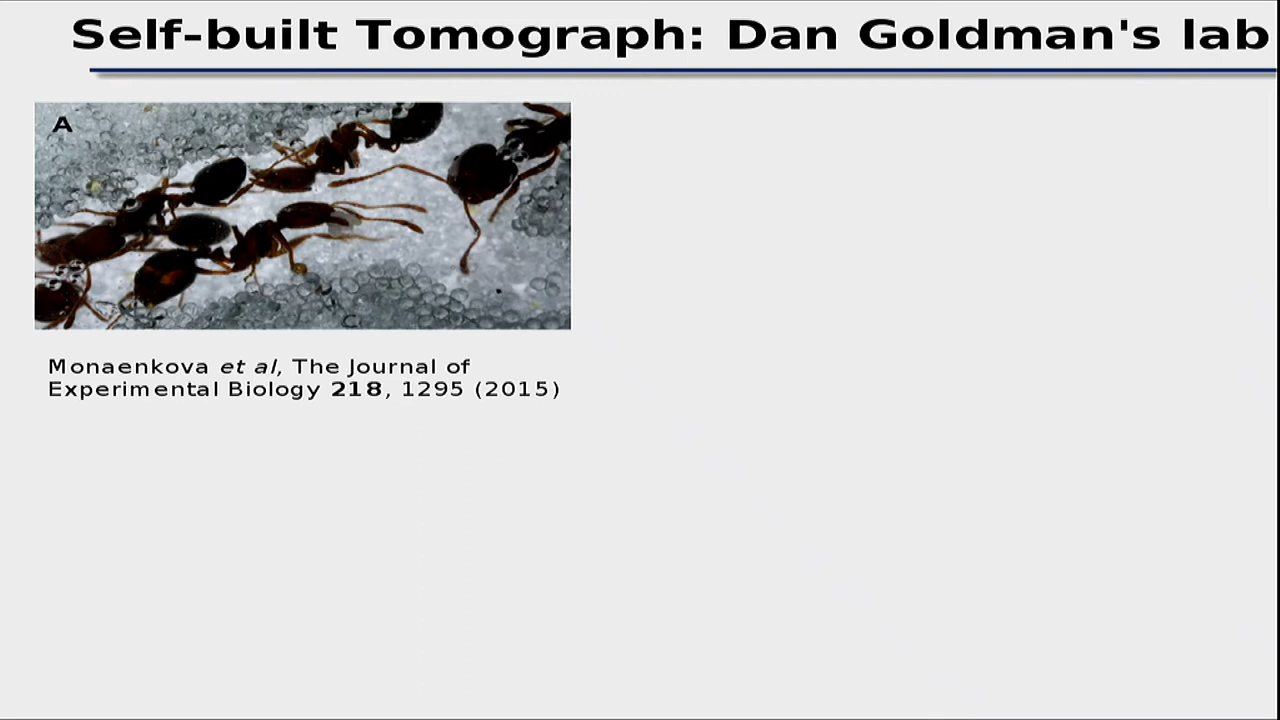 Self-built Tomograph: Dan Goldman's lab
A
Monaenkova et al, The Journal of
Experimental Biology 218, 1295 (2015)